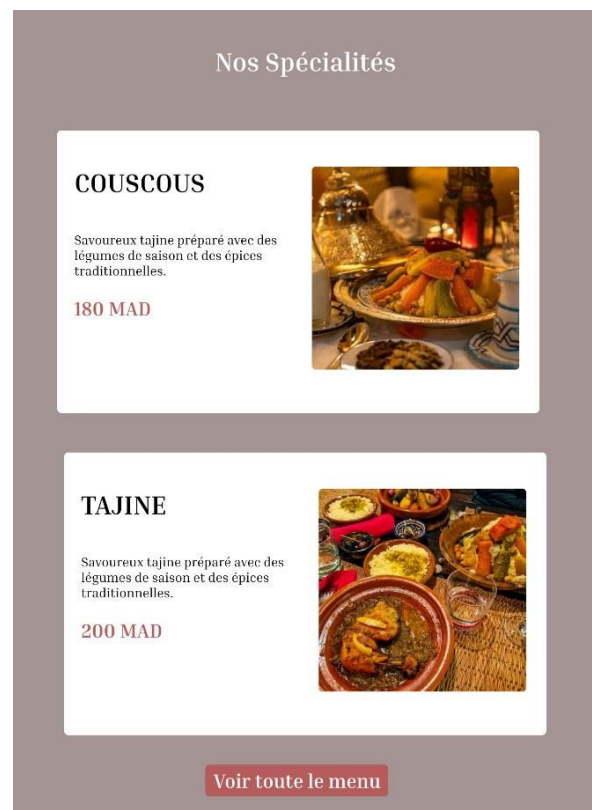 Nos Spécialités
COUSCOUS
Savoureux tajine préparé avec des
légumes de saison et des épices
traditionnelles.
180 MAD
TAJINE
Savoureux tajine préparé avec des
légumes de saison et des épices
traditionnelles.
200 MAD
Voir toute le menu